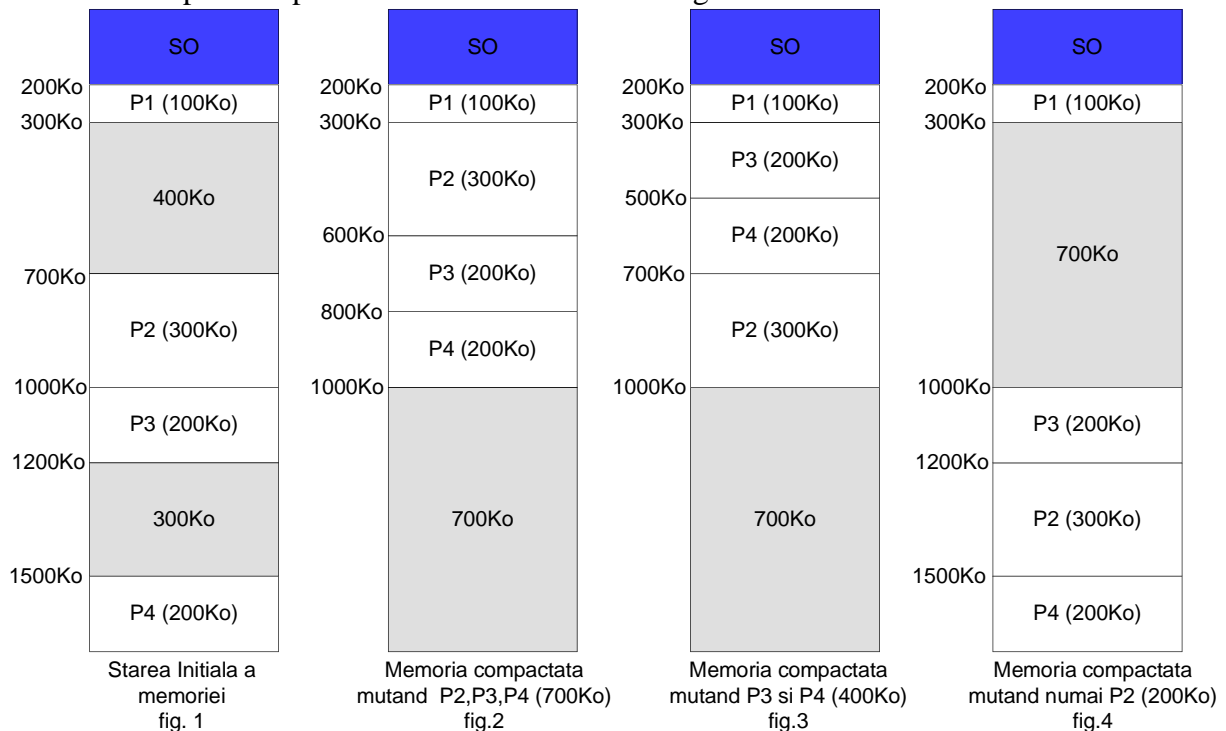 SO
200Ko
P1 (100Ko)
300Ko
400Ko
700Ko
P2 (300Ko)
1000Ko
P3 (200Ko)
1200Ko
300Ko
1500Ko
P4 (200Ko)
Starea Initiala a
memoriei
fig. 1
SO
200Ko
P1 (100Ko)
300Ko
P2 (300Ko)
600Ko
P3 (200Ko)
800Ko
P4 (200Ko)
1000Ko
700Ko
Memoria compactata
mutand P2,P3,P4 (700Ko)
fig.2
SO
200Ko
P1 (100Ko)
300Ko
P3 (200Ko)
500Ko
P4 (200Ko)
700Ko
P2 (300Ko)
1000Ko
700Ko
Memoria compactata
mutand P3 si P4 (400Ko)
fig.3
SO
200Ko
P1 (100Ko)
300Ko
700Ko
1000Ko
P3 (200Ko)
1200Ko
P2 (300Ko)
1500Ko
P4 (200Ko)
Memoria compactata
mutand numai P2 (200Ko)
fig.4